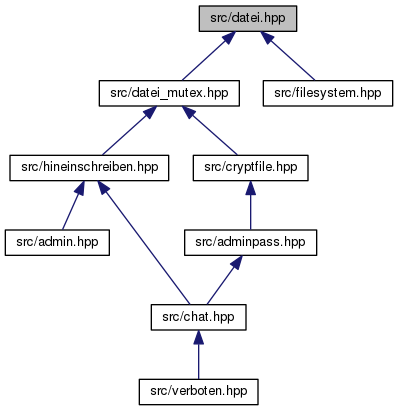 src/datei.hpp
src/datei_mutex.hpp
src/filesystem.hpp
src/hineinschreiben.hpp
src/cryptfile.hpp
src/admin.hpp
src/adminpass.hpp
src/chat.hpp
src/verboten.hpp